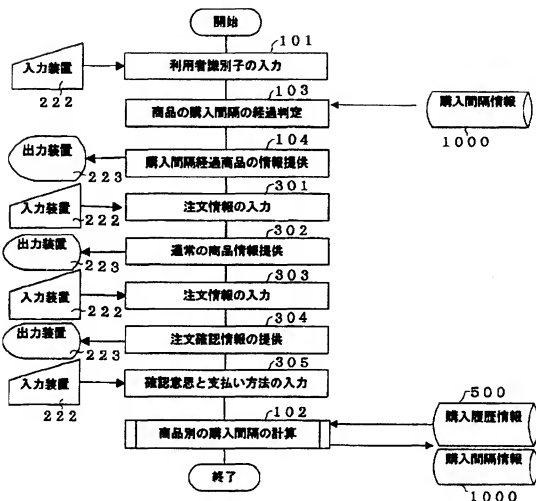 開始
101
入力装置
222
利用者識別子の入力
103
商品の購入間隔の経過判定
購入間隔情報
1000
104
出力装置
223
購入間隔経過商品の情報提供
301
入力装置
222
注文情報の入力
302
出力装置
223
通常の商品情報提供
303
入力装置
222
注文情報の入力
304
出力装置
223
注文確認情報の提供
305
入力装置
222
確認意思と支払い方法の入力
102
500
商品別の購入間隔の計算
購入履歴情報
購入間隔情報
1000
終了